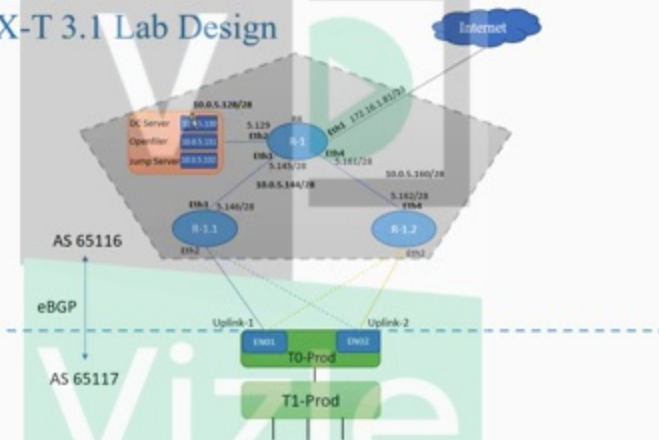 X-T 3.1 Lab Design
Internet
10.0.5.128/28
172.16.1.81/30
DC Server
Openfiler
Jump Server
5.129
Eth2
R-1
Eth3
5.145/28
Eth4
5.161/28
10.0.5.144/28
10.0.5.160/28
5.146/28
5.162/28
Eth4
R-1.1
R-1.2
Eth2
Eth2
AS 65116
eBGP
Uplink-1
Uplink-2
EN01
EN02
T0-Prod
AS 65117
T1-Prod
Vizle